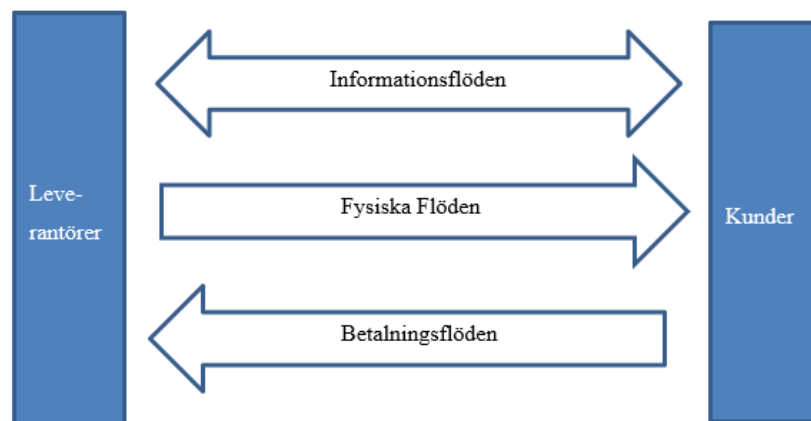 Informationsflöden
Leve-
rantörer
Fysiska Flöden
Kunder
Betalningsflöden